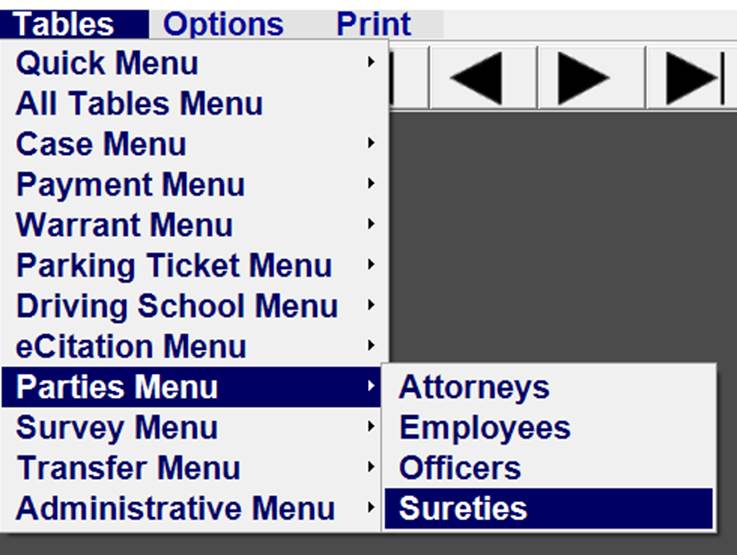 Tables Options Print
Quick Menu
All Tables Menu
Case Menu
Payment Menu
Warrant Menu
Parking Ticket Menu
Driving School Menu
eCitation Menu
Parties Menu
Survey Menu
Transfer Menu
Administrative Menu
Attorneys
Employees
Officers
Sureties